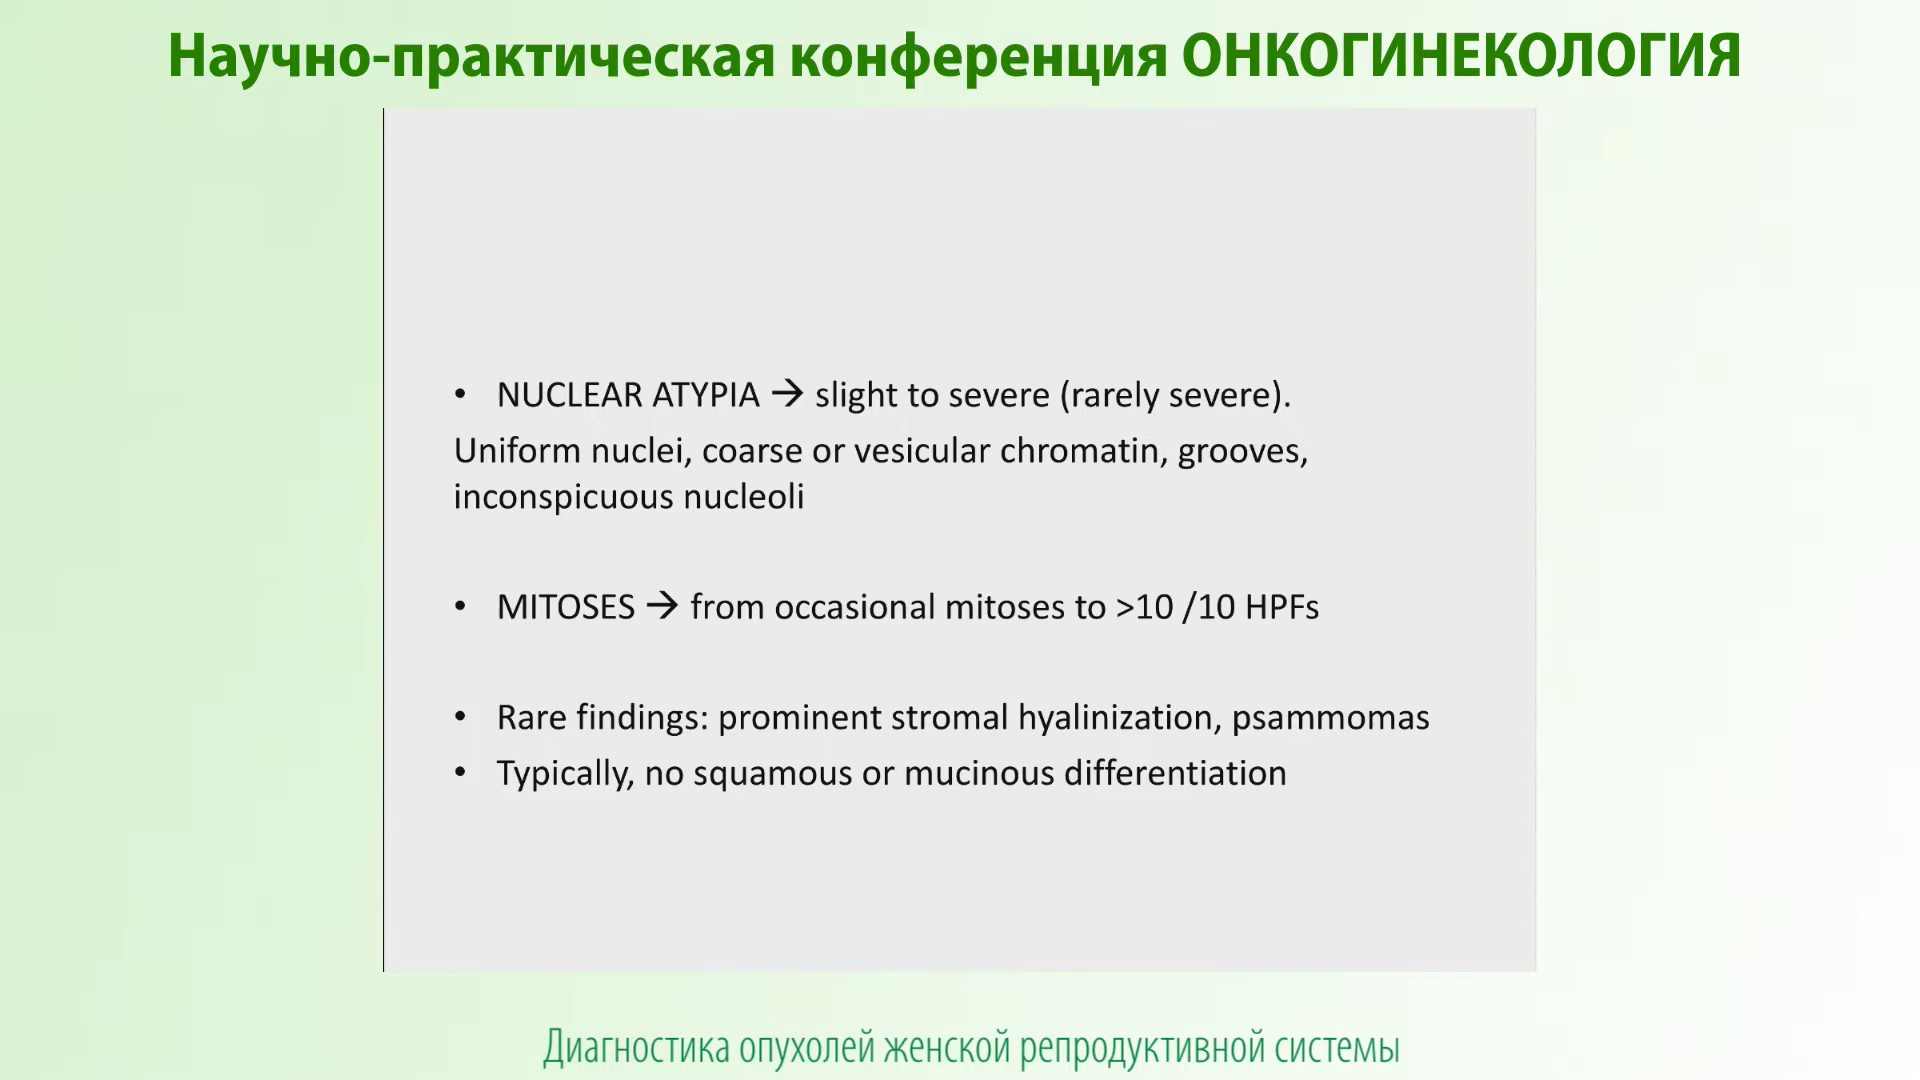 Научно-практическая конференция ОНКОГИНЕКОЛОГИЯ
• NUCLEAR ATYPIA → slight to severe (rarely severe).
Uniform nuclei, coarse or vesicular chromatin, grooves,
inconspicuous nucleoli
• MITOSES → from occasional mitoses to >10 /10 HPFs
• Rare findings: prominent stromal hyalinization, psammomas
• Typically, no squamous or mucinous differentiation
Диагностика опухолей женской репродуктивной системы